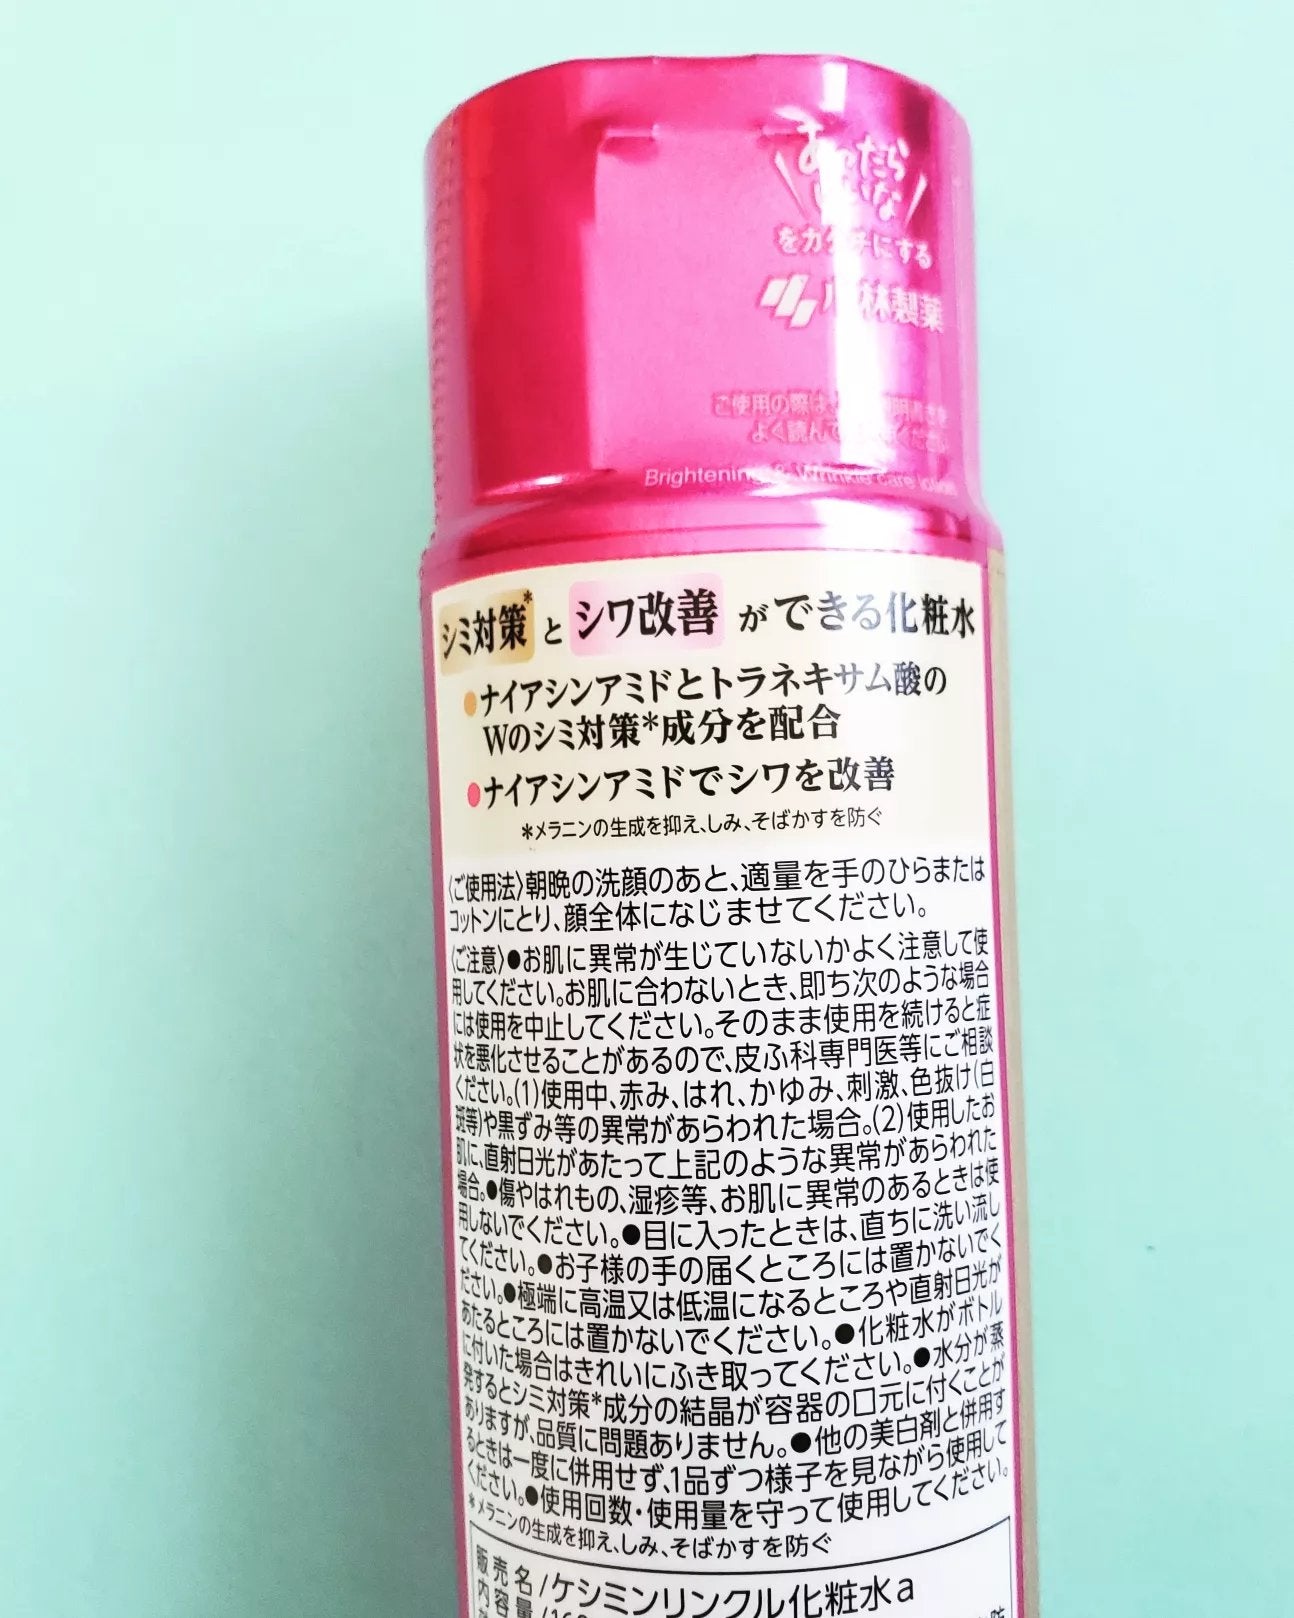 あったら
いいな
をカタチにする
小林製薬
ご使用の際は
よく読んで
Brightening & Wrinkle care lotion
シミ対策*とシワ改善ができる化粧水
●ナイアシンアミドとトラネキサム酸の
Wのシミ対策*成分を配合
●ナイアシンアミドでシワを改善
*メラニンの生成を抑え、しみ、そばかすを防ぐ
〈ご使用法〉朝晩の洗顔のあと、適量を手のひらまたは
コットンにとり、顔全体になじませてください。
〈ご注意〉●お肌に異常が生じていないかよく注意して使
用してください。お肌に合わないとき、即ち次のような場合
には使用を中止してください。そのまま使用を続けると症
状を悪化させることがあるので、皮ふ科専門医等にご相談
ください。(1)使用中、赤み、はれ、かゆみ、刺激、色抜け(白
斑等)や黒ずみ等の異常があらわれた場合。(2)使用したお
肌に、直射日光があたって上記のような異常があらわれた
場合。●傷やはれもの、湿疹等、お肌に異常のあるときは使
用しないでください。●目に入ったときは、直ちに洗い流し
てください。●お子様の手の届くところには置かないでく
ださい。●極端に高温又は低温になるところや直射日光が
あたるところには置かないでください。●化粧水がボトル
に付いた場合はきれいにふき取ってください。●水分が蒸
発するとシミ対策*成分の結晶が容器の口元に付くことが
ありますが、品質に問題ありません。●他の美白剤と併用す
るときは一度に併用せず、1品ずつ様子を見ながら使用して
ください。●使用回数・使用量を守って使用してください。
*メラニンの生成を抑え、しみ、そばかすを防ぐ
販売名/ケシミンリンクル化粧水a
内容量/